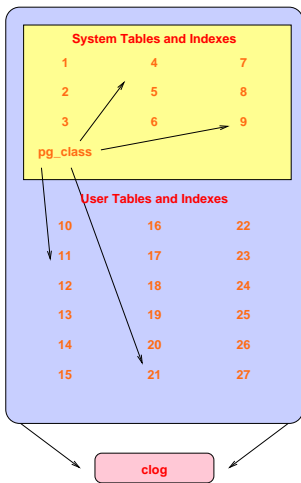 System Tables and Indexes
1 4 7
2 5 8
3 6 9
pg_class
User Tables and Indexes
10 16 22
11 17 23
12 18 24
13 19 25
14 20 26
15 21 27
clog